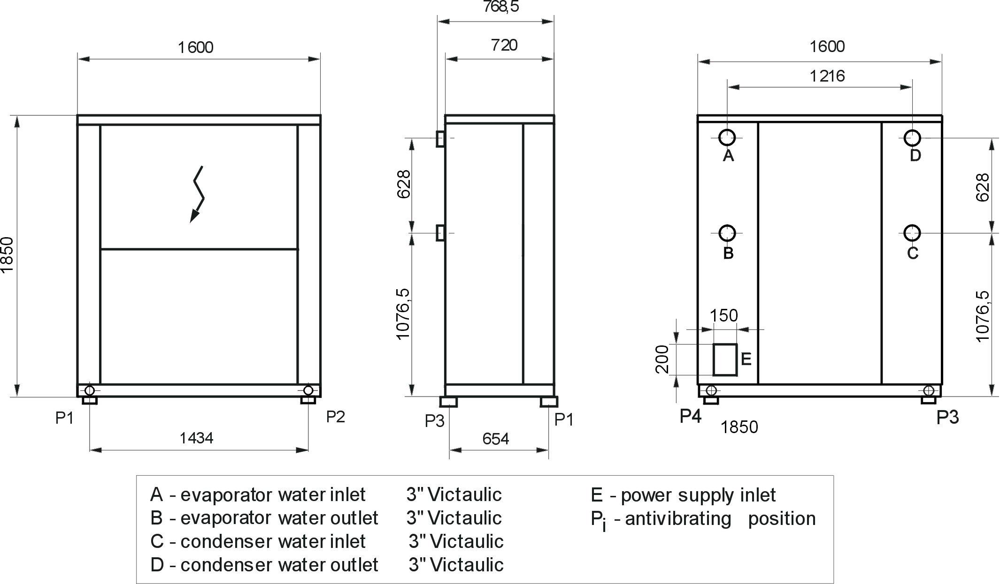 768,5
1600
720
1600
1216
1850
628
1076,5
A
D
628
B
C
1076,5
150
200
E
P1
P2
P3
P1
P4
P3
1850
1434
654
A - evaporator water inlet 3" Victaulic
B - evaporator water outlet 3" Victaulic
C - condenser water inlet 3" Victaulic
D - condenser water outlet 3" Victaulic
E - power supply inlet
Pi - antivibrating position